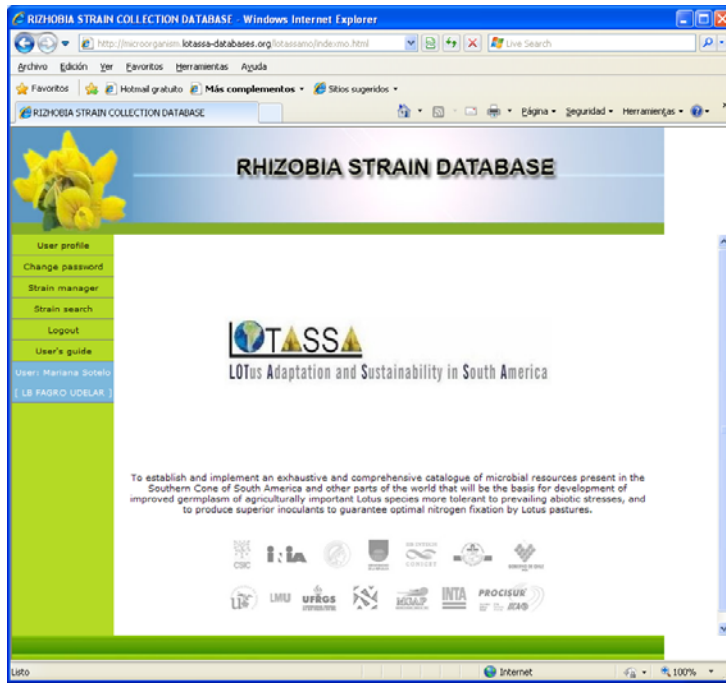 RIZHOBIA STRAIN COLLECTION DATABASE - Windows Internet Explorer
http://microorganism.lotassa-databases.org/lotassamo/indexmo.html
Live Search
Archivo Edición Ver Favoritos Herramientas Ayuda
Favoritos Hotmail gratuito Más complementos Sitios sugeridos
RIZHOBIA STRAIN COLLECTION DATABASE
Página Seguridad Herramientas
RHIZOBIA STRAIN DATABASE
User profile
Change password
Strain manager
Strain search
Logout
User's guide
User: Mariana Sotelo
[ LB FAGRO UDELAR ]
LOTASSA
LOTus Adaptation and Sustainability in South America
To establish and implement an exhaustive and comprehensive catalogue of microbial resources present in the
Southern Cone of South America and other parts of the world that will be the basis for development of
improved germplasm of agriculturally important Lotus species more tolerant to prevailing abiotic stresses, and
to produce superior inoculants to guarantee optimal nitrogen fixation by Lotus pastures.
CSIC
LMU UFRGS INTA PROCISUR
Listo Internet 100%